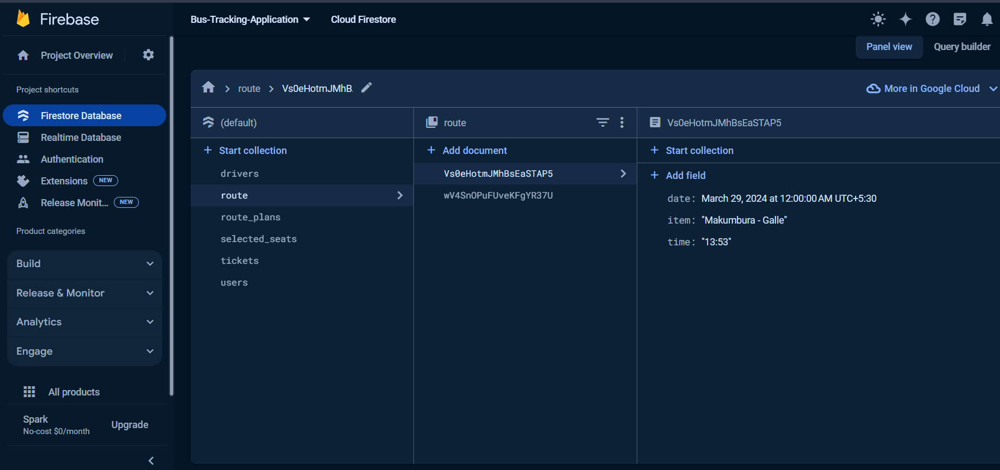 Firebase
Bus-Tracking-Application
Cloud Firestore
Panel view
Query builder
Project Overview
Project shortcuts
Firestore Database
Realtime Database
Authentication
Extensions NEW
Release Monit... NEW
Product categories
Build
Release & Monitor
Analytics
Engage
All products
Spark
No-cost $0/month
Upgrade
route
Vs0eHotmJMhB.
More in Google Cloud
(default)
Start collection
drivers
route
route_plans
selected_seats
tickets
users
route
Add document
Vs0eHotmJMhBsEaSTAP5
wV4SnOPuFUveKFgYR37U
Vs0eHotmJMhBsEaSTAP5
Start collection
Add field
date: March 29, 2024 at 12:00:00 AM UTC+5:30
item: "Makumbura - Galle"
time: "13:53"